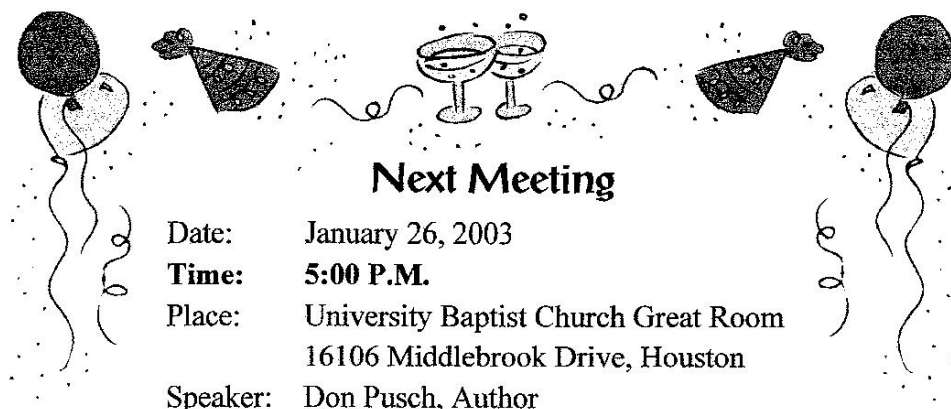 Next Meeting
Date: January 26, 2003
Time: 5:00 P.M.
Place: University Baptist Church Great Room
16106 Middlebrook Drive, Houston
Speaker: Don Pusch, Author